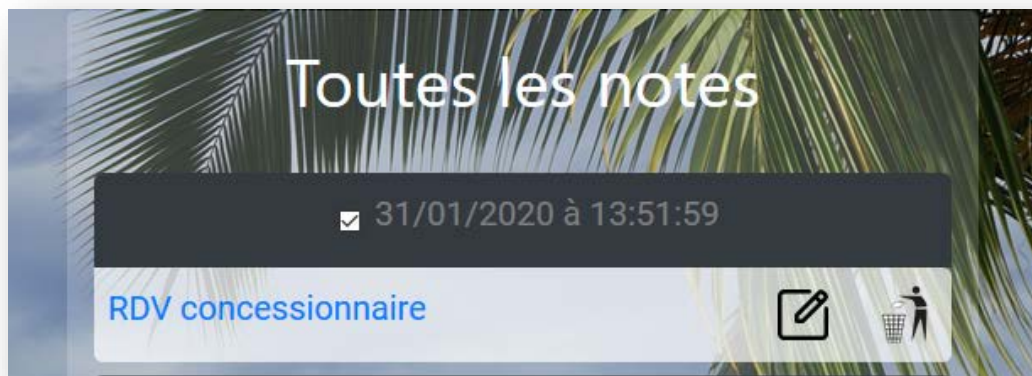 Toutes les notes
31/01/2020 à 13:51:59
RDV concessionnaire